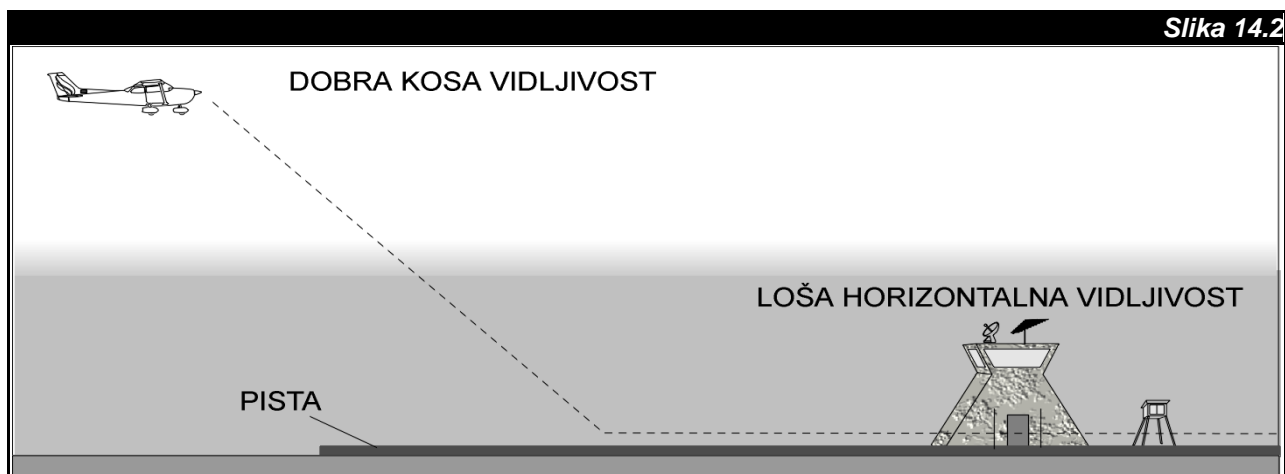 Slika 14.2
DOBRA KOSA VIDLJIVOST
LOŠA HORIZONTALNA VIDLJIVOST
PISTA